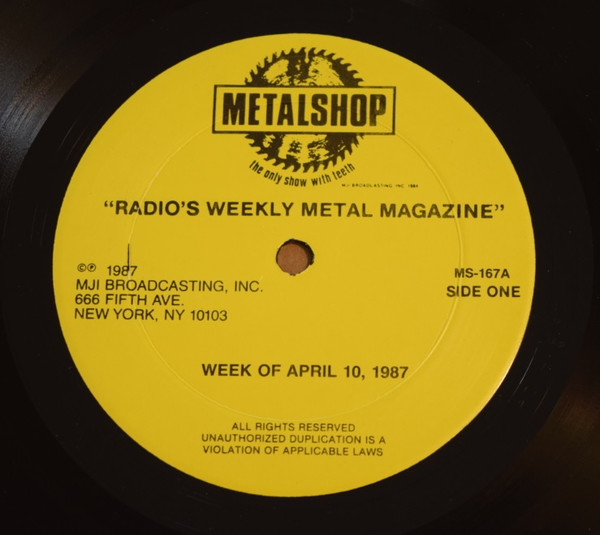 METALSHOP
the only show with teeth
MJI BROADCASTING INC. 1984
"RADIO'S WEEKLY METAL MAGAZINE"
©℗ 1987
MJI BROADCASTING, INC.
666 FIFTH AVE.
NEW YORK, NY 10103
MS-167A
SIDE ONE
WEEK OF APRIL 10, 1987
ALL RIGHTS RESERVED
UNAUTHORIZED DUPLICATION IS A
VIOLATION OF APPLICABLE LAWS